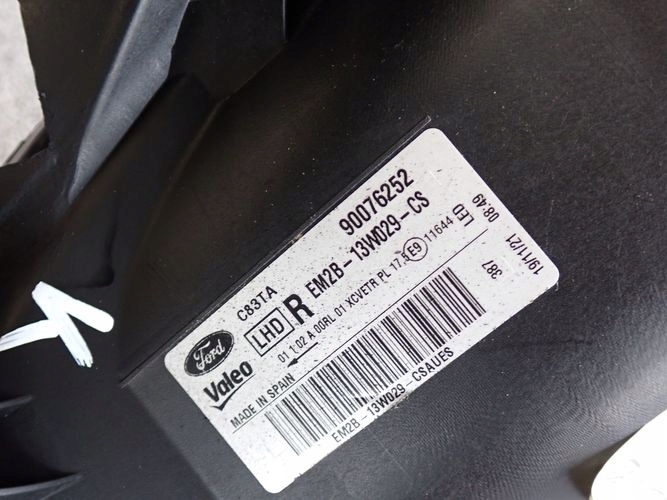 90076252
C83TA
LHD R EM2B-13W029-CS LED 08:49
Ford
01 1:02 A 00RL 01 XCVETR PL 17.5 E9 11644
387 19/11/21
Valeo
MADE IN SPAIN
EM2B-13W029-CSAUES